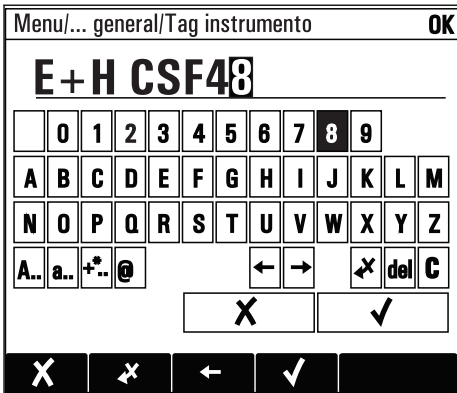 Menu/... general/Tag instrumento OK
E+H CSF48
0 1 2 3 4 5 6 7 8 9
A B C D E F G H I J K L M
N O P Q R S T U V W X Y Z
A.. a.. +*.. @ ← → del C